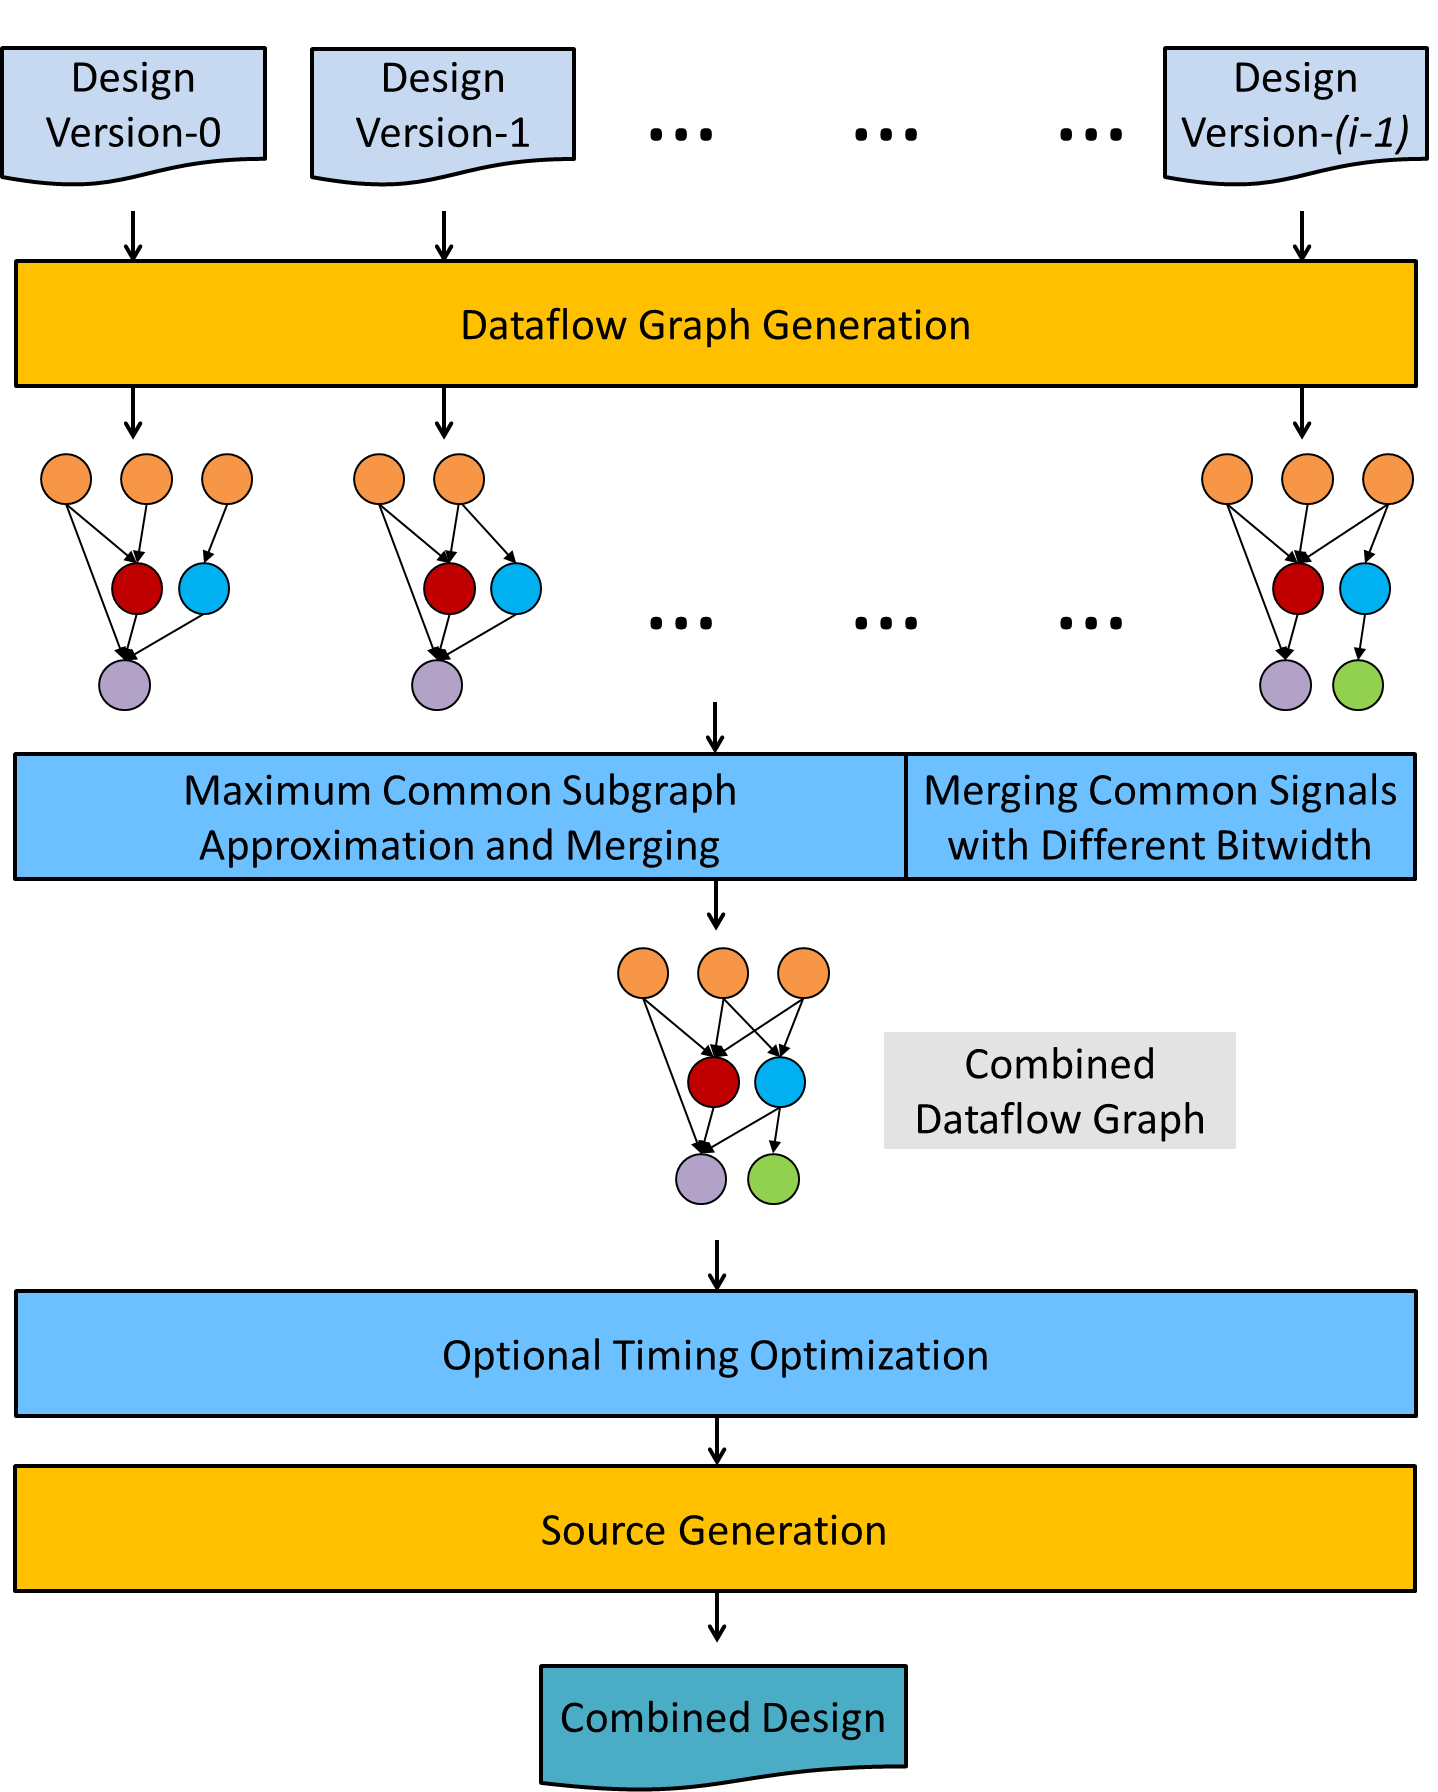 Design
Version-0
Design
Version-1
... ... ...
Design
Version-(i-1)
Dataflow Graph Generation
... ... ...
Maximum Common Subgraph
Approximation and Merging
Merging Common Signals
with Different Bitwidth
Combined
Dataflow Graph
Optional Timing Optimization
Source Generation
Combined Design